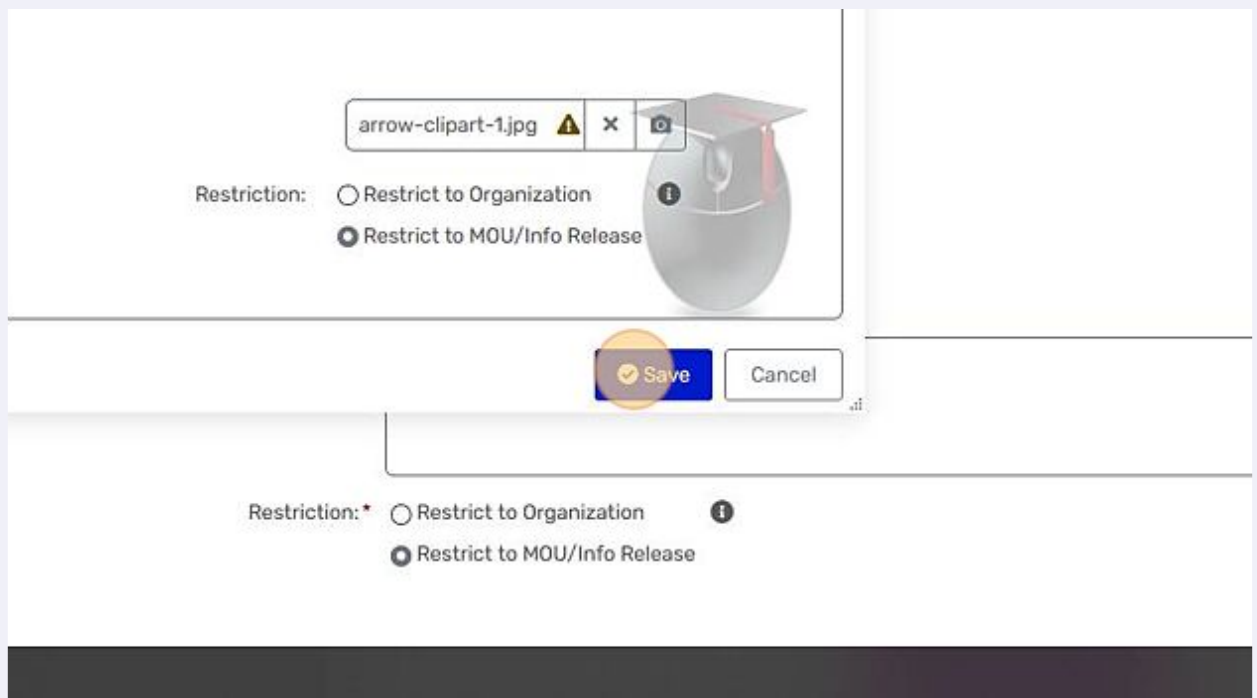 arrow-clipart-1.jpg
Restriction: Restrict to Organization
Restrict to MOU/Info Release
Save Cancel
Restriction:* Restrict to Organization
Restrict to MOU/Info Release